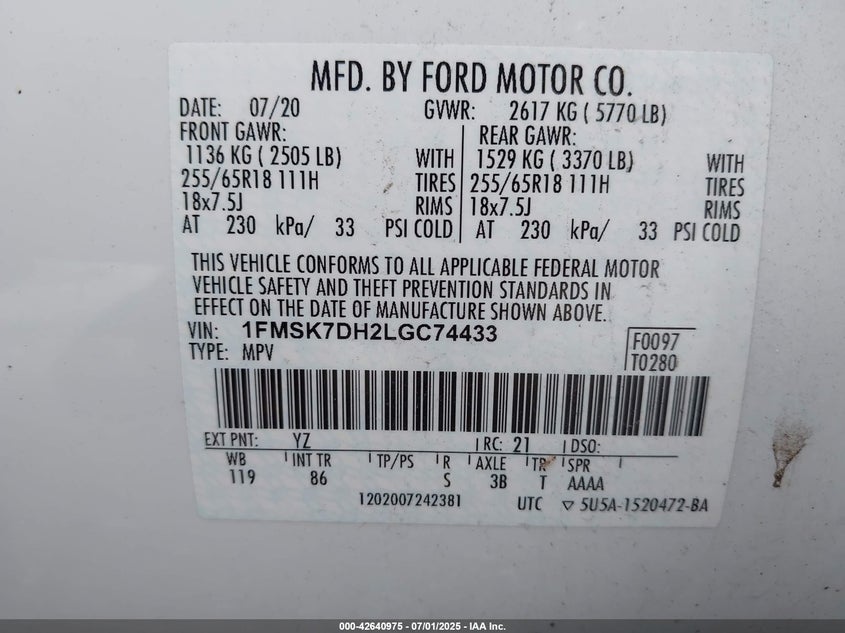 MFD. BY FORD MOTOR CO.
DATE: 07/20 GVWR: 2617 KG ( 5770 LB)
FRONT GAWR: REAR GAWR:
1136 KG ( 2505 LB) WITH 1529 KG ( 3370 LB) WITH
255/65R18 111H TIRES 255/65R18 111H TIRES
18x7.5J RIMS 18x7.5J RIMS
AT 230 kPa/ 33 PSI COLD AT 230 kPa/ 33 PSI COLD
THIS VEHICLE CONFORMS TO ALL APPLICABLE FEDERAL MOTOR
VEHICLE SAFETY AND THEFT PREVENTION STANDARDS IN
EFFECT ON THE DATE OF MANUFACTURE SHOWN ABOVE.
VIN: 1FMSK7DH2LGC74433 F0097
TYPE: MPV T0280
EXT PNT: YZ RC: 21 DSO:
WB INT TR TP/PS R AXLE TR SPR
119 86 S 3B T AAAA
1202007242381 UTC ▽ 5U5A-1520472-BA
000-42640975 - 07/01/2025 - IAA Inc.